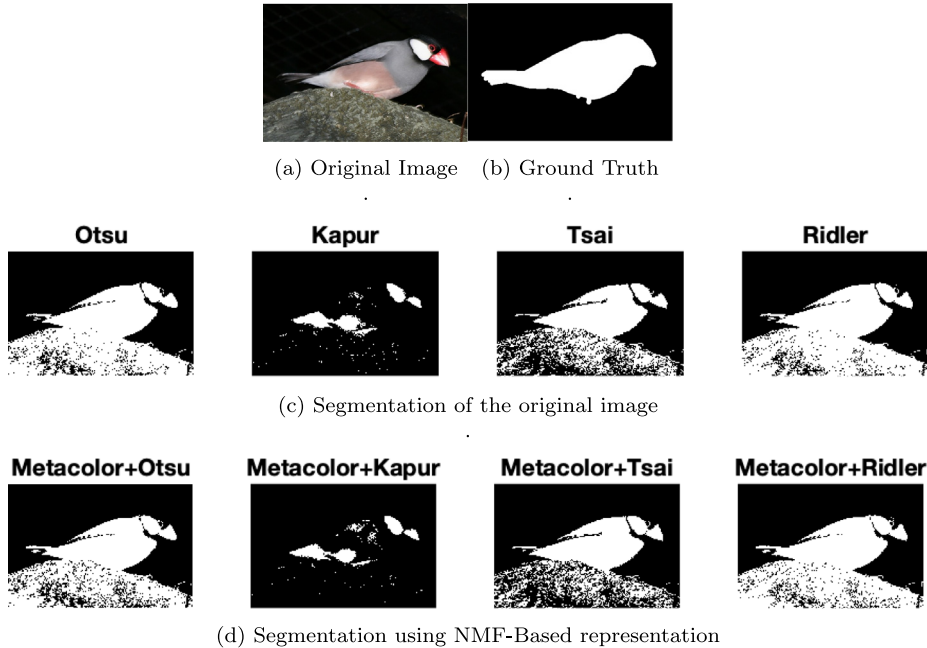 (a) Original Image (b) Ground Truth
. .
Otsu Kapur Tsai Ridler
(c) Segmentation of the original image
.
Metacolor+Otsu Metacolor+Kapur Metacolor+Tsai Metacolor+Ridler
(d) Segmentation using NMF-Based representation